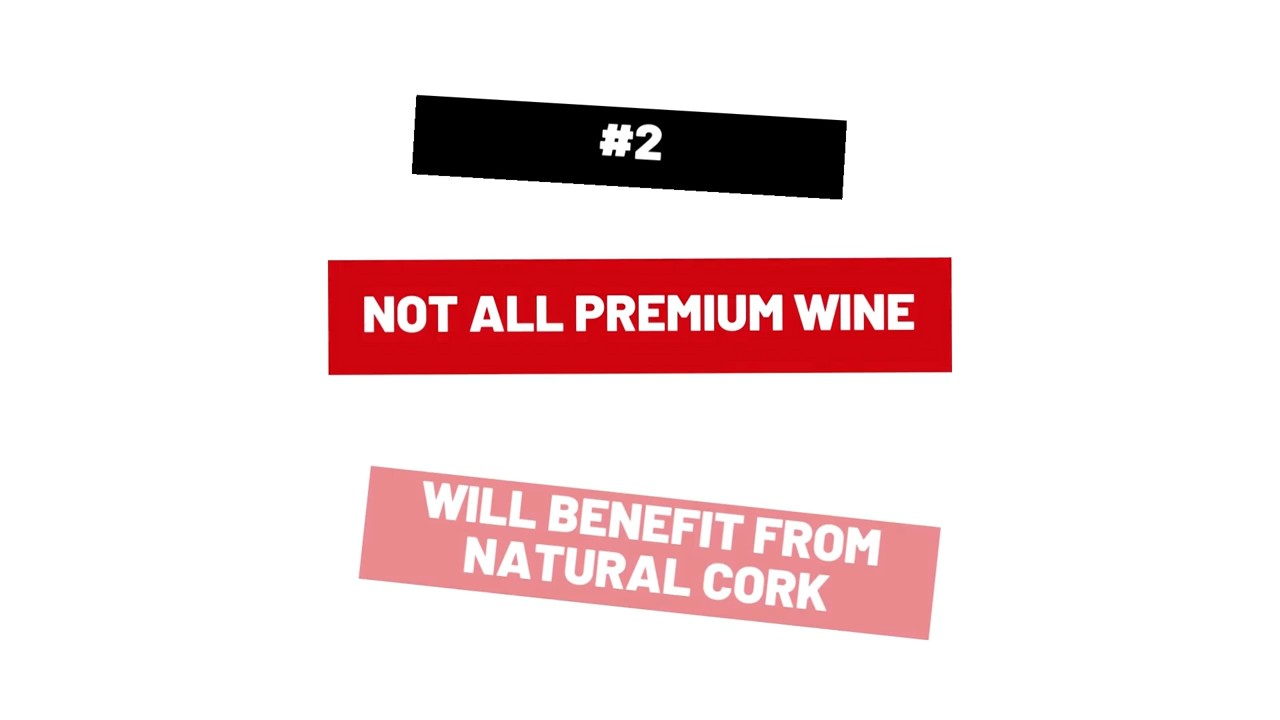 #2
NOT ALL PREMIUM WINE
WILL BENEFIT FROM
NATURAL CORK